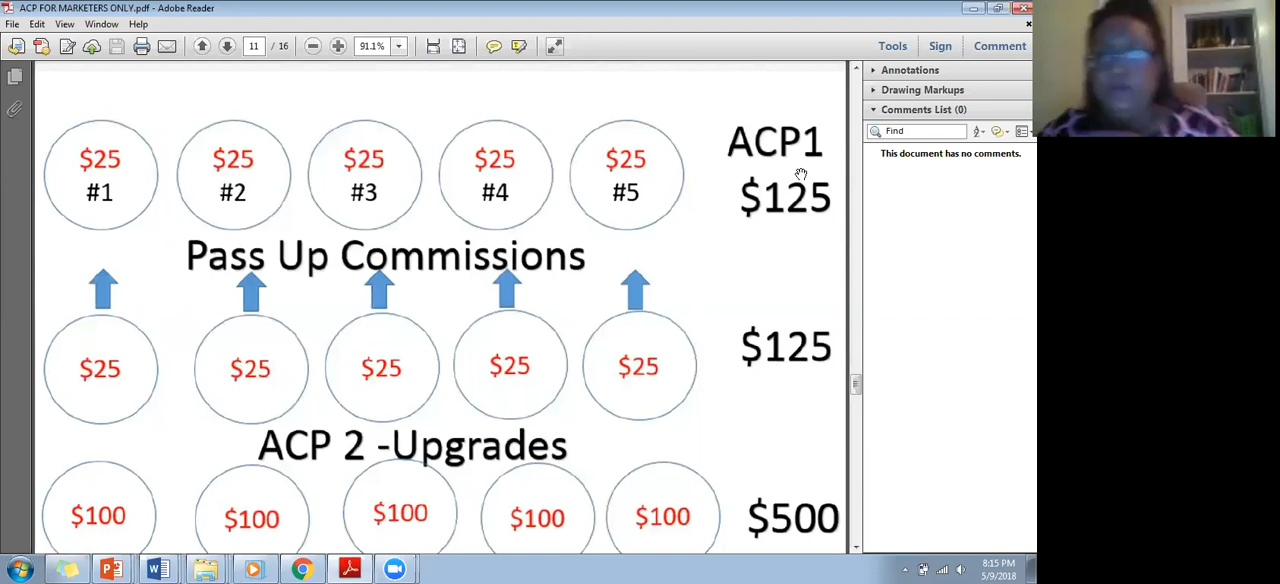 ACP FOR MARKETERS ONLY.pdf - Adobe Reader
File Edit View Window Help
11 / 16 91.1% Tools Sign Comment
Annotations
Drawing Markups
Comments List (0)
Find
This document has no comments.
$25 $25 $25 $25 $25 ACP1
#1 #2 #3 #4 #5 $125
Pass Up Commissions
$25 $25 $25 $25 $25 $125
ACP 2 -Upgrades
$100 $100 $100 $100 $100 $500
8:15 PM
5/9/2018